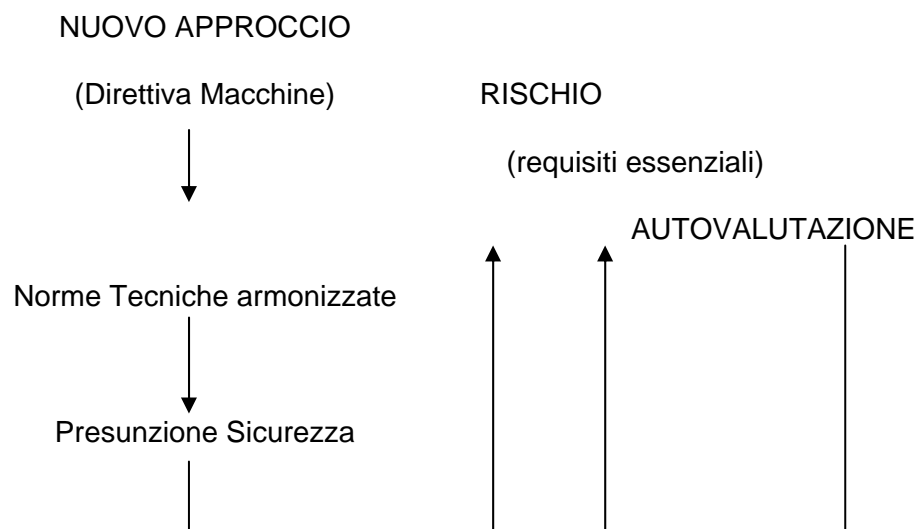 NUOVO APPROCCIO
(Direttiva Macchine)
RISCHIO
(requisiti essenziali)
AUTOVALUTAZIONE
Norme Tecniche armonizzate
Presunzione Sicurezza